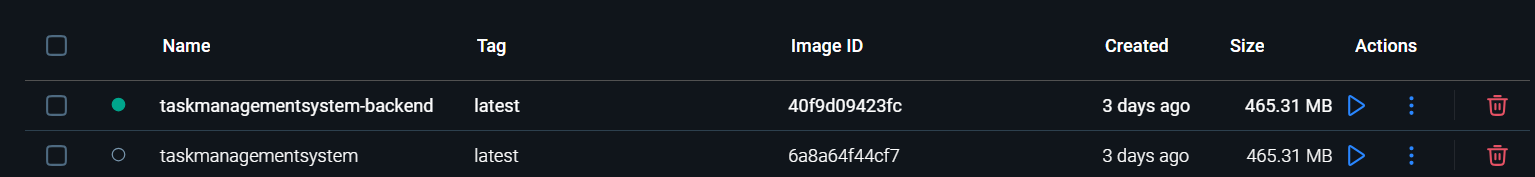 Name Tag Image ID Created Size Actions
taskmanagementsystem-backend latest 40f9d09423fc 3 days ago 465.31 MB
taskmanagementsystem latest 6a8a64f44cf7 3 days ago 465.31 MB